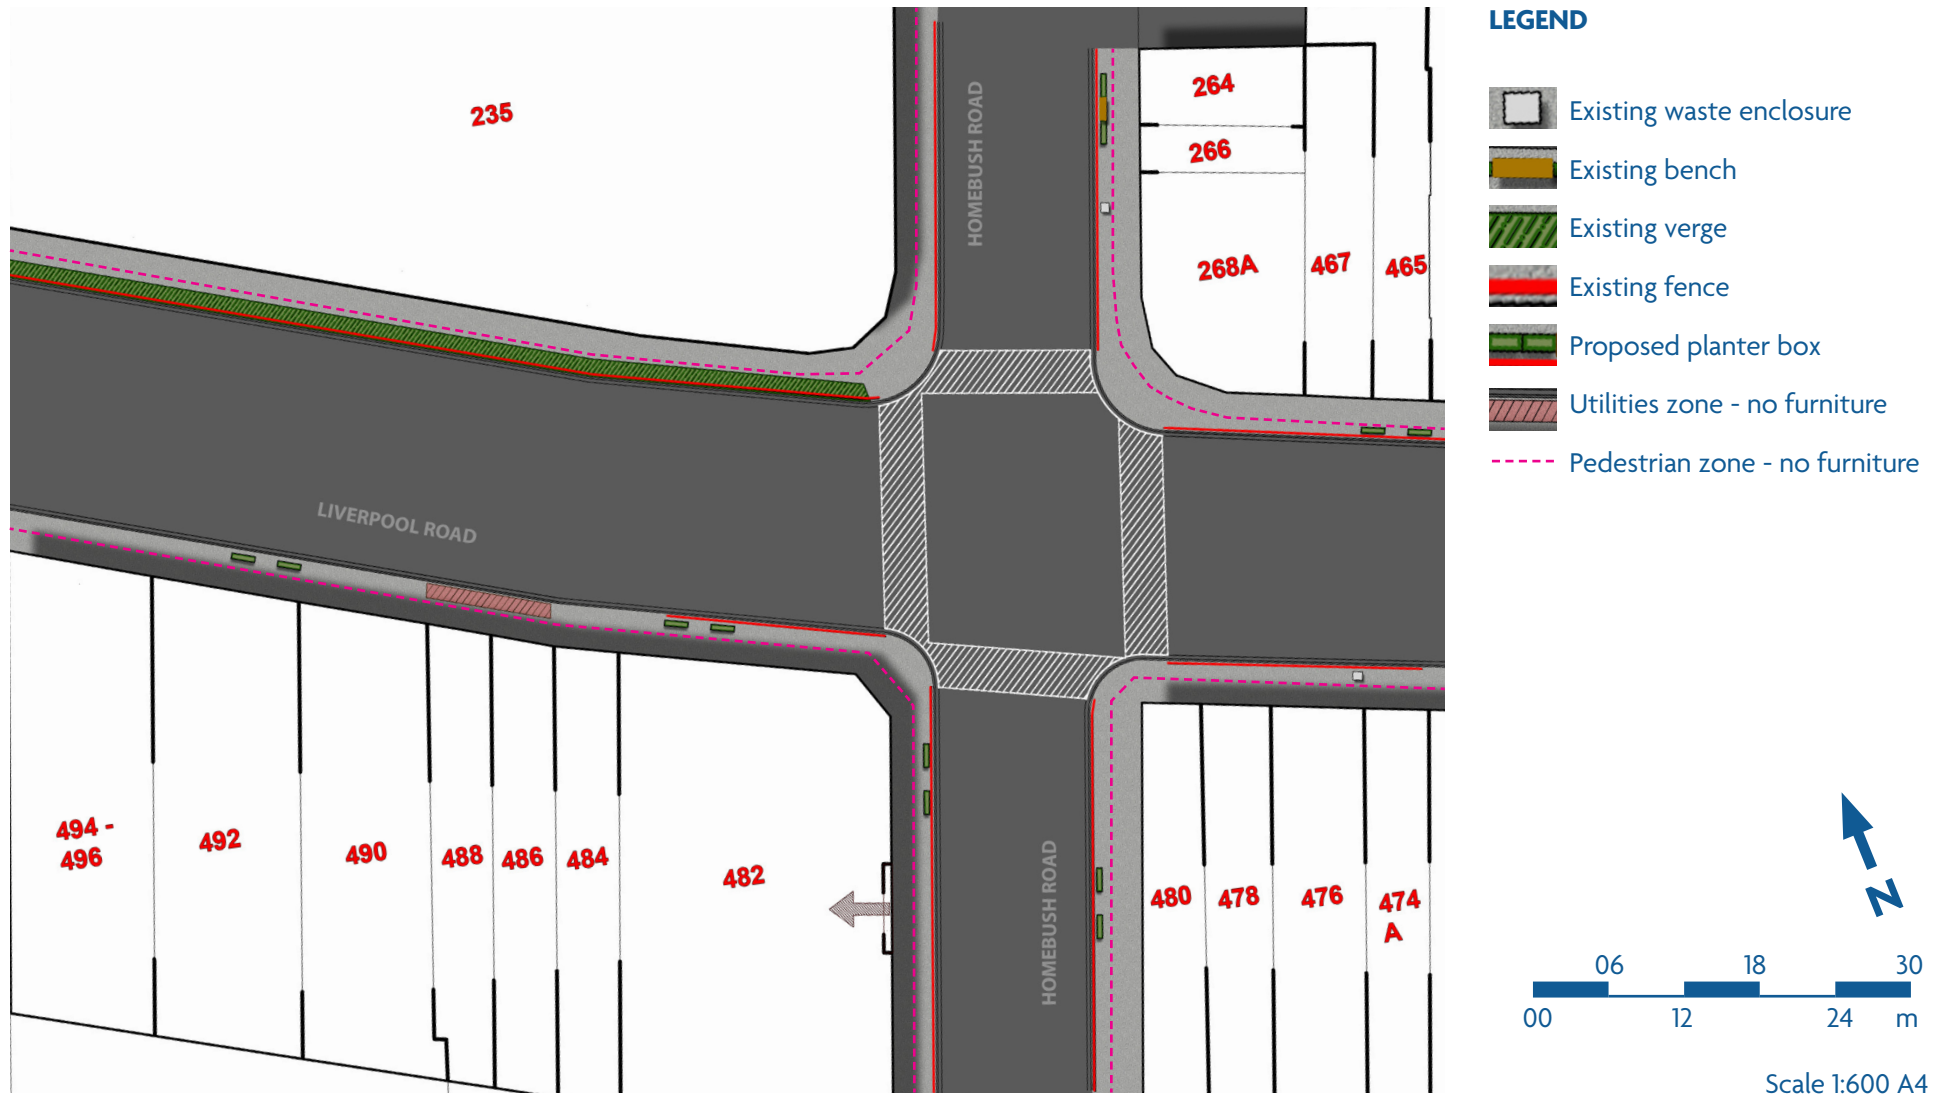 LEGEND
Existing waste enclosure
Existing bench
Existing verge
Existing fence
Proposed planter box
Utilities zone - no furniture
Pedestrian zone - no furniture
235
HOMEBUSH ROAD
264
266
268A
467
465
LIVERPOOL ROAD
494 -
496
492
490
488
486
484
482
HOMEBUSH ROAD
480
478
476
474
A
N
06 18 30
00 12 24 m
Scale 1:600 A4